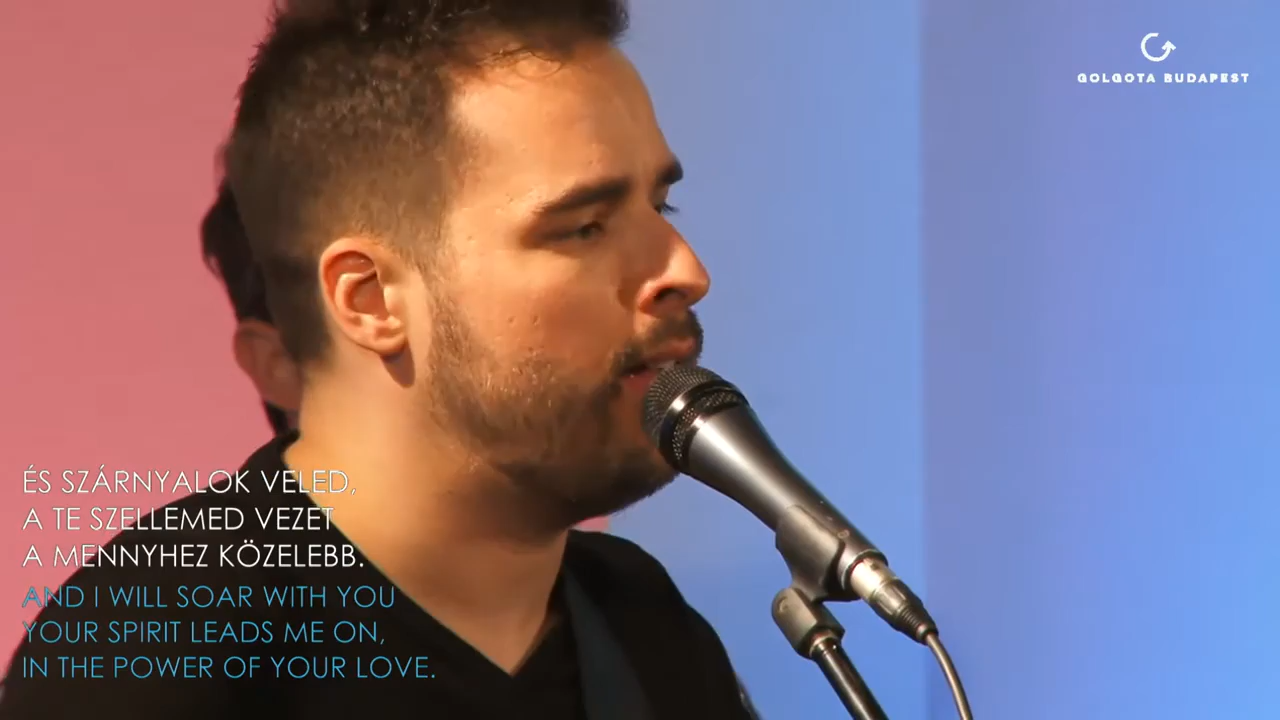 GOLGOTA BUDAPEST
ÉS SZÁRNYALOK VELED,
A TE SZELLEMED VEZET
A MENNYHEZ KÖZELEBB.
AND I WILL SOAR WITH YOU
YOUR SPIRIT LEADS ME ON,
IN THE POWER OF YOUR LOVE.